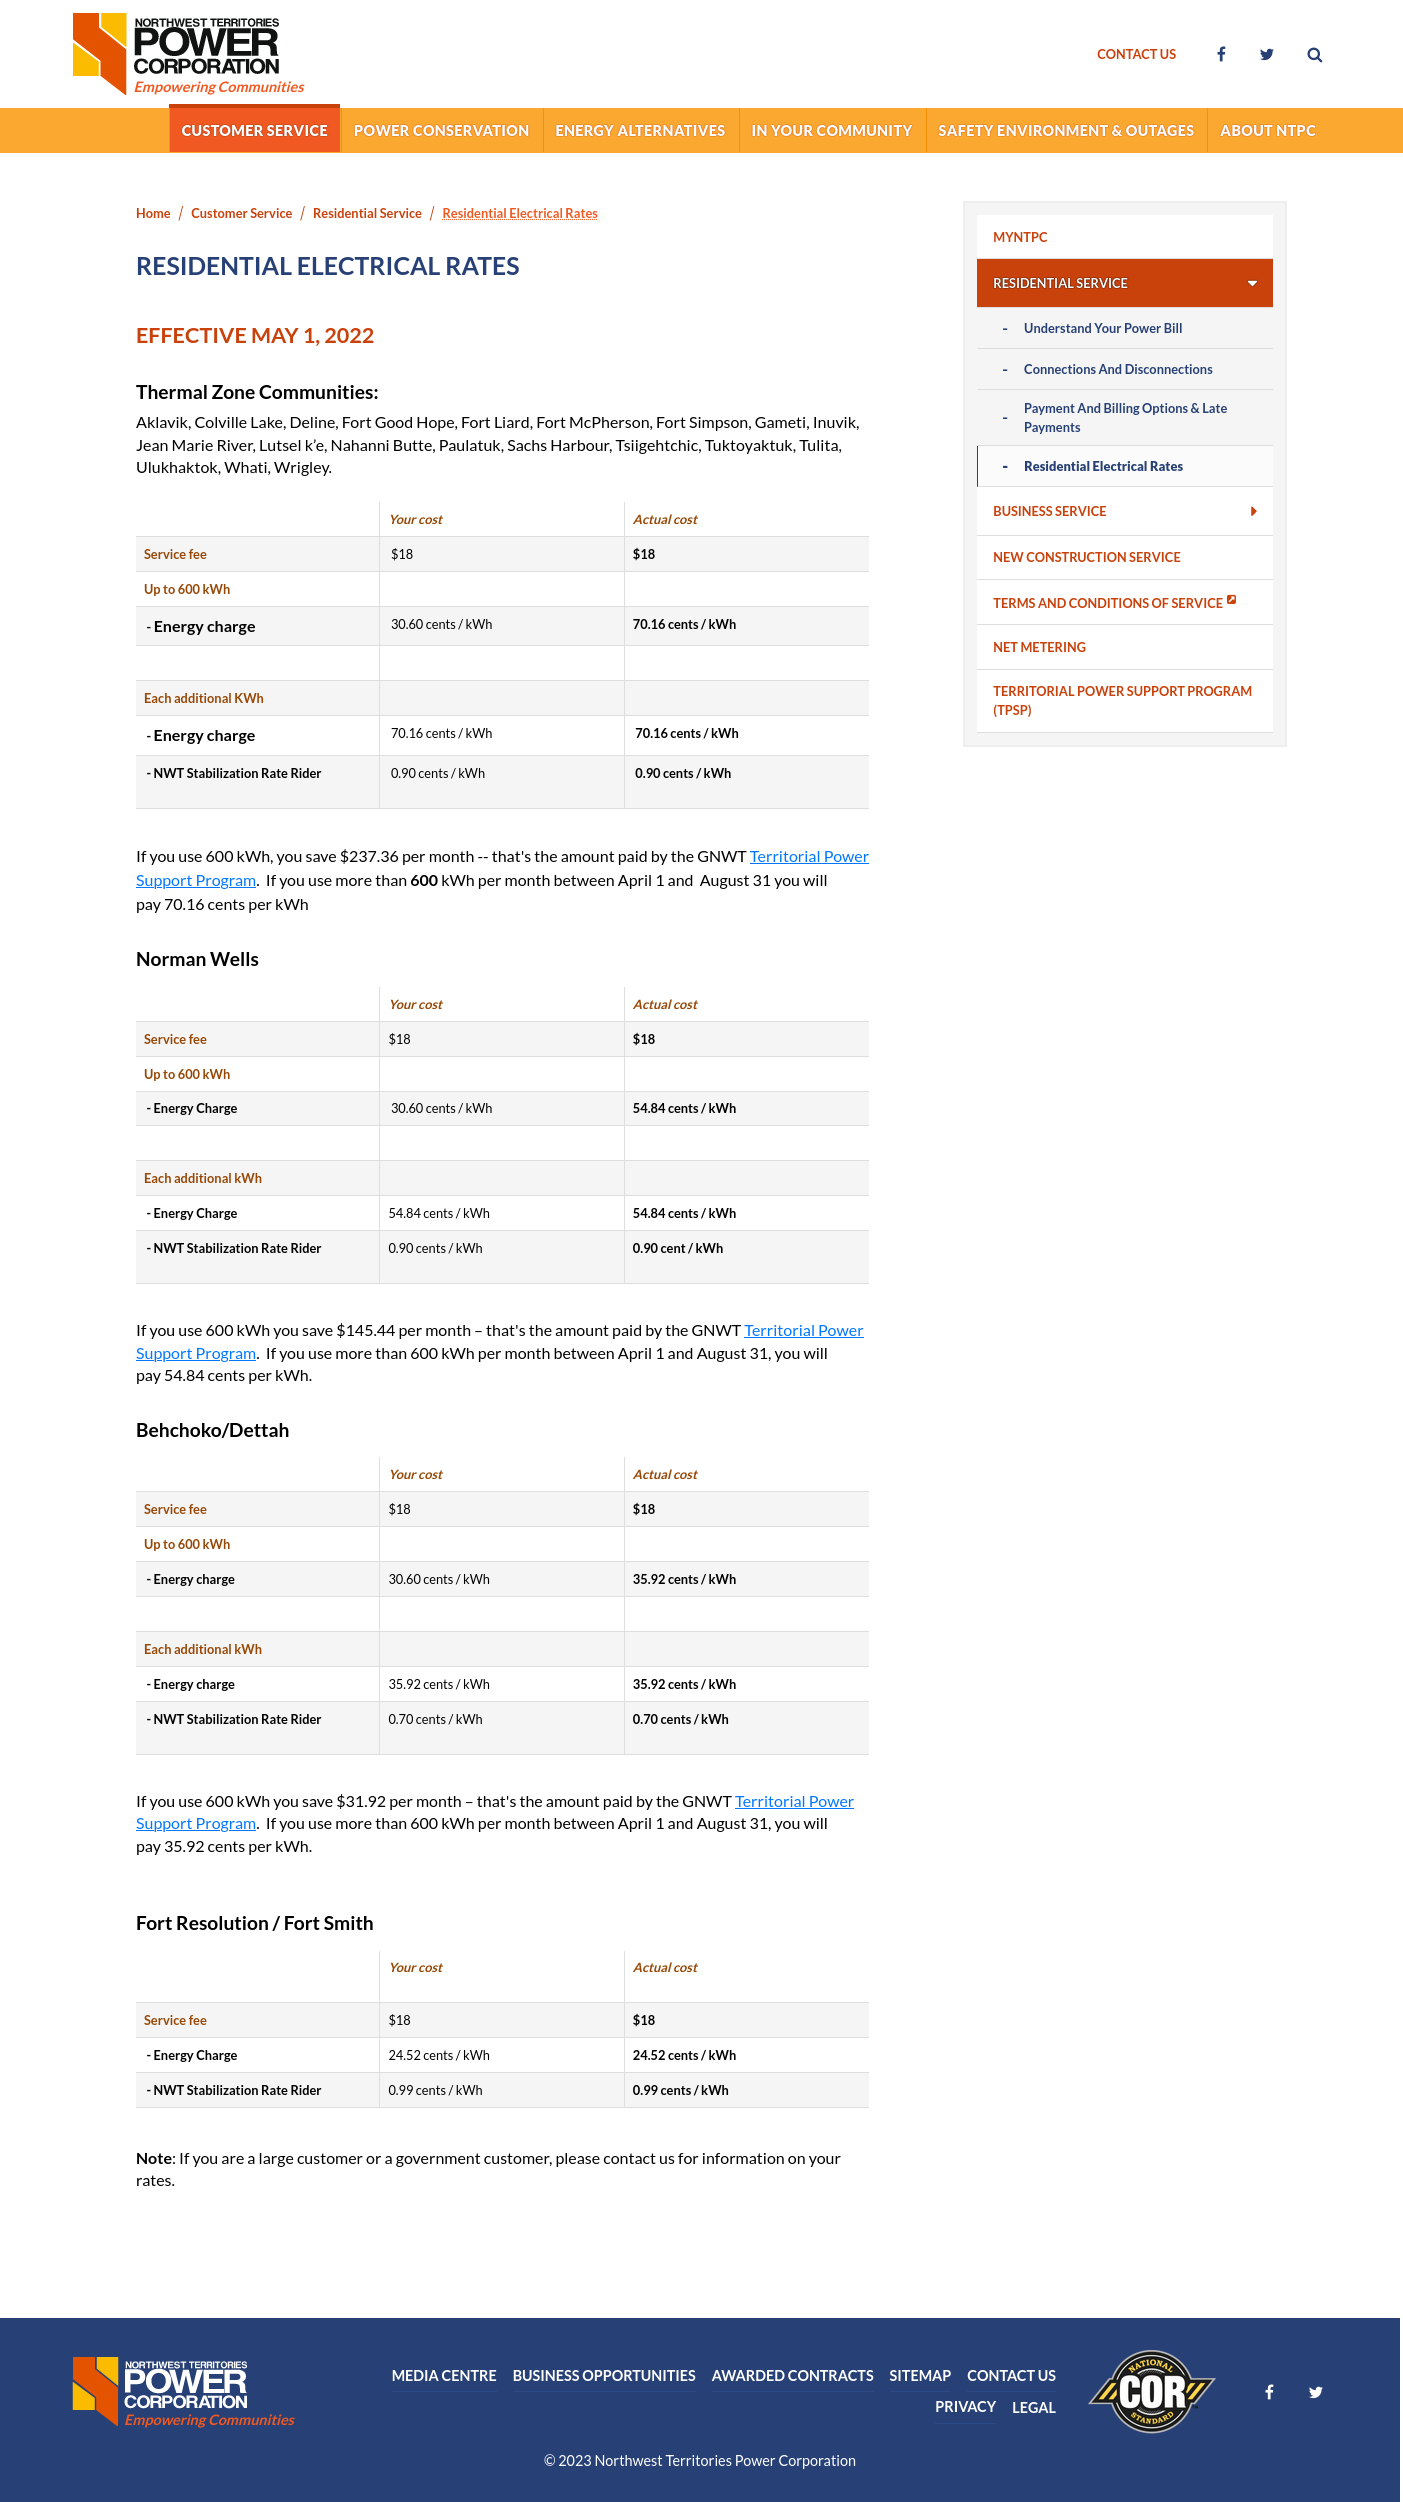 NORTHWEST TERRITORIES
POWER
CORPORATION
Empowering Communities
CONTACT US
CUSTOMER SERVICE POWER CONSERVATION ENERGY ALTERNATIVES IN YOUR COMMUNITY SAFETY ENVIRONMENT & OUTAGES ABOUT NTPC
Home / Customer Service / Residential Service / Residential Electrical Rates
RESIDENTIAL ELECTRICAL RATES
EFFECTIVE MAY 1, 2022
Thermal Zone Communities:
Aklavik, Colville Lake, Deline, Fort Good Hope, Fort Liard, Fort McPherson, Fort Simpson, Gameti, Inuvik,
Jean Marie River, Lutsel k’e, Nahanni Butte, Paulatuk, Sachs Harbour, Tsiigehtchic, Tuktoyaktuk, Tulita,
Ulukhaktok, Whati, Wrigley.
Your cost Actual cost
Service fee $18 $18
Up to 600 kWh
- Energy charge 30.60 cents / kWh 70.16 cents / kWh
Each additional KWh
- Energy charge 70.16 cents / kWh 70.16 cents / kWh
- NWT Stabilization Rate Rider 0.90 cents / kWh 0.90 cents / kWh
If you use 600 kWh, you save $237.36 per month -- that's the amount paid by the GNWT Territorial Power
Support Program. If you use more than 600 kWh per month between April 1 and August 31 you will
pay 70.16 cents per kWh
Norman Wells
Your cost Actual cost
Service fee $18 $18
Up to 600 kWh
- Energy Charge 30.60 cents / kWh 54.84 cents / kWh
Each additional kWh
- Energy Charge 54.84 cents / kWh 54.84 cents / kWh
- NWT Stabilization Rate Rider 0.90 cents / kWh 0.90 cent / kWh
If you use 600 kWh you save $145.44 per month – that's the amount paid by the GNWT Territorial Power
Support Program. If you use more than 600 kWh per month between April 1 and August 31, you will
pay 54.84 cents per kWh.
Behchoko/Dettah
Your cost Actual cost
Service fee $18 $18
Up to 600 kWh
- Energy charge 30.60 cents / kWh 35.92 cents / kWh
Each additional kWh
- Energy charge 35.92 cents / kWh 35.92 cents / kWh
- NWT Stabilization Rate Rider 0.70 cents / kWh 0.70 cents / kWh
If you use 600 kWh you save $31.92 per month – that's the amount paid by the GNWT Territorial Power
Support Program. If you use more than 600 kWh per month between April 1 and August 31, you will
pay 35.92 cents per kWh.
Fort Resolution / Fort Smith
Your cost Actual cost
Service fee $18 $18
- Energy Charge 24.52 cents / kWh 24.52 cents / kWh
- NWT Stabilization Rate Rider 0.99 cents / kWh 0.99 cents / kWh
Note: If you are a large customer or a government customer, please contact us for information on your
rates.
MYNTPC
RESIDENTIAL SERVICE
- Understand Your Power Bill
- Connections And Disconnections
- Payment And Billing Options & Late
Payments
- Residential Electrical Rates
BUSINESS SERVICE
NEW CONSTRUCTION SERVICE
TERMS AND CONDITIONS OF SERVICE
NET METERING
TERRITORIAL POWER SUPPORT PROGRAM
(TPSP)
NORTHWEST TERRITORIES
POWER
CORPORATION
Empowering Communities
MEDIA CENTRE BUSINESS OPPORTUNITIES AWARDED CONTRACTS SITEMAP CONTACT US
PRIVACY LEGAL
NATIONAL
COR
STANDARD
© 2023 Northwest Territories Power Corporation